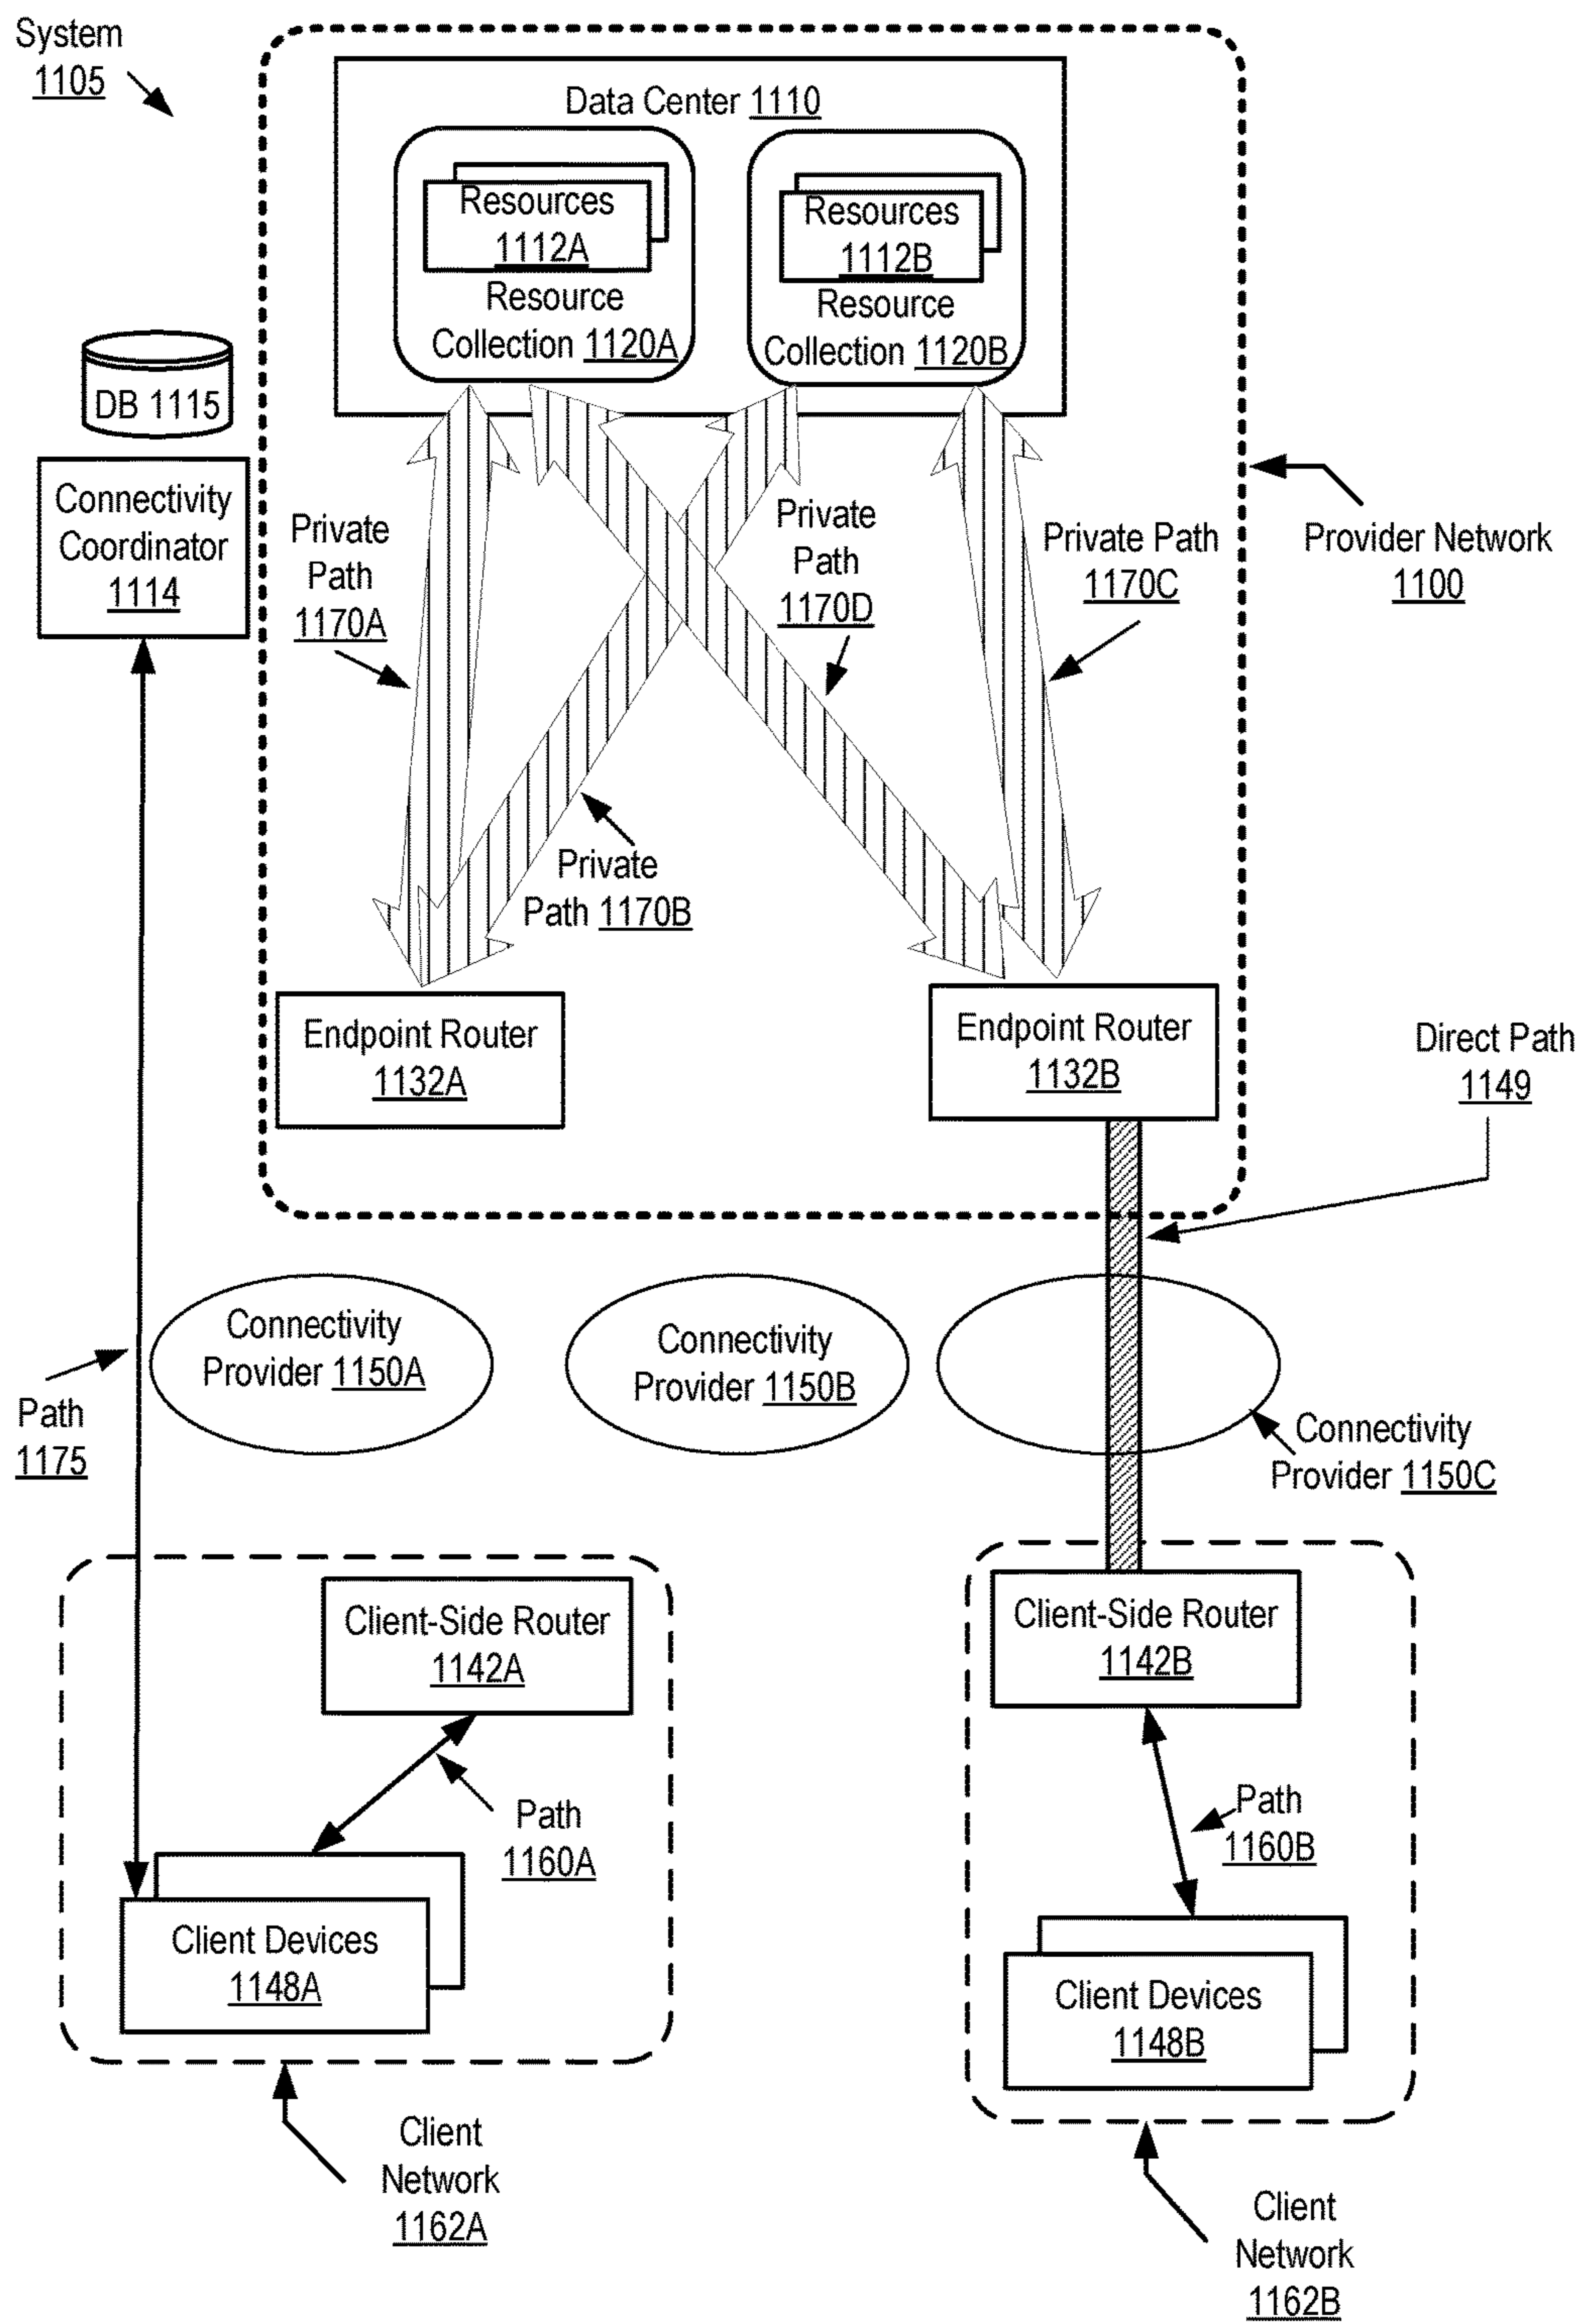 System
1105
Data Center 1110
Resources
1112A
Resource
Collection 1120A
Resources
1112B
Resource
Collection 1120B
DB 1115
Connectivity
Coordinator
1114
Private
Path
1170A
Private
Path
1170D
Private Path
1170C
Provider Network
1100
Private
Path 1170B
Endpoint Router
1132A
Endpoint Router
1132B
Direct Path
1149
Connectivity
Provider 1150A
Connectivity
Provider 1150B
Connectivity
Provider 1150C
Path
1175
Client-Side Router
1142A
Client-Side Router
1142B
Path
1160A
Path
1160B
Client Devices
1148A
Client Devices
1148B
Client
Network
1162A
Client
Network
1162B